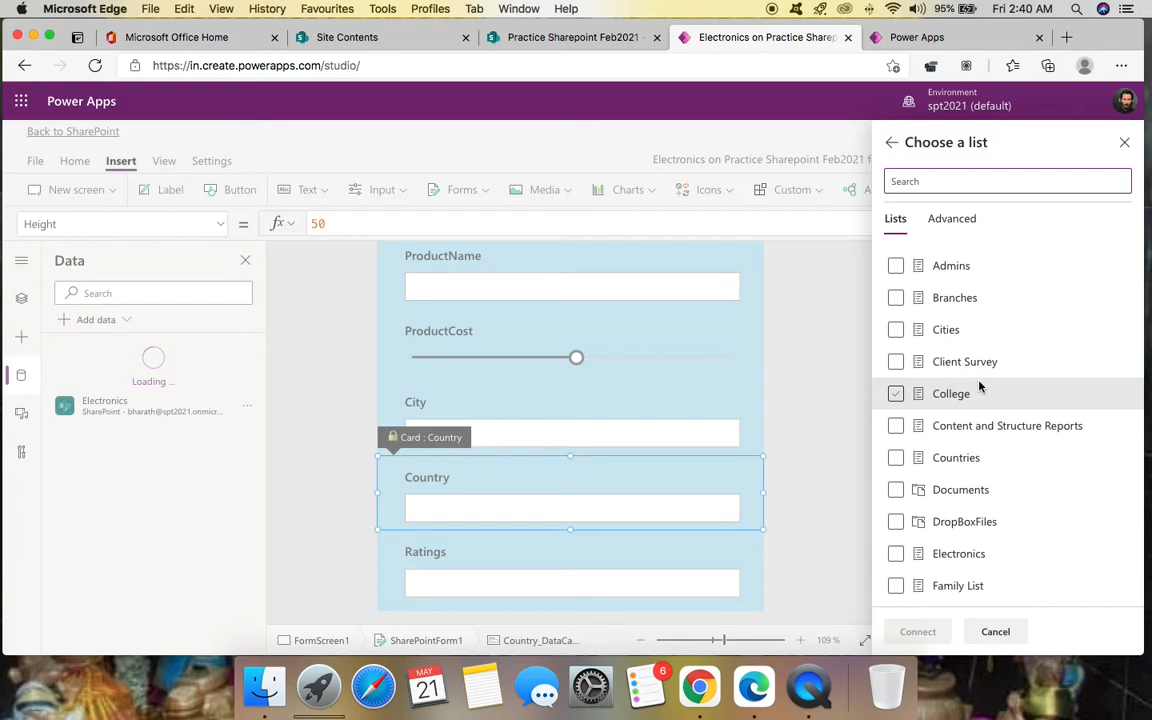 Microsoft Edge File Edit View History Favourites Tools Profiles Tab Window Help 95% Fri 2:40 AM
Microsoft Office Home
Site Contents
Practice Sharepoint Feb2021 -
Electronics on Practice Sharep
Power Apps
https://in.create.powerapps.com/studio/
Power Apps
Environment
spt2021 (default)
Back to SharePoint
File Home Insert View Settings
Electronics on Practice Sharepoint Feb2021 f
New screen Label Button Text Input Forms Media Charts Icons Custom A
Height = fx 50
Data
Search
Add data
Loading ...
Electronics
SharePoint - bharath@spt2021.onmicr...
ProductName
ProductCost
City
Card : Country
Country
Ratings
FormScreen1 SharePointForm1 Country_DataCa... 109 %
Choose a list
Search
Lists Advanced
Admins
Branches
Cities
Client Survey
College
Content and Structure Reports
Countries
Documents
DropBoxFiles
Electronics
Family List
Connect Cancel
MAY
21
6